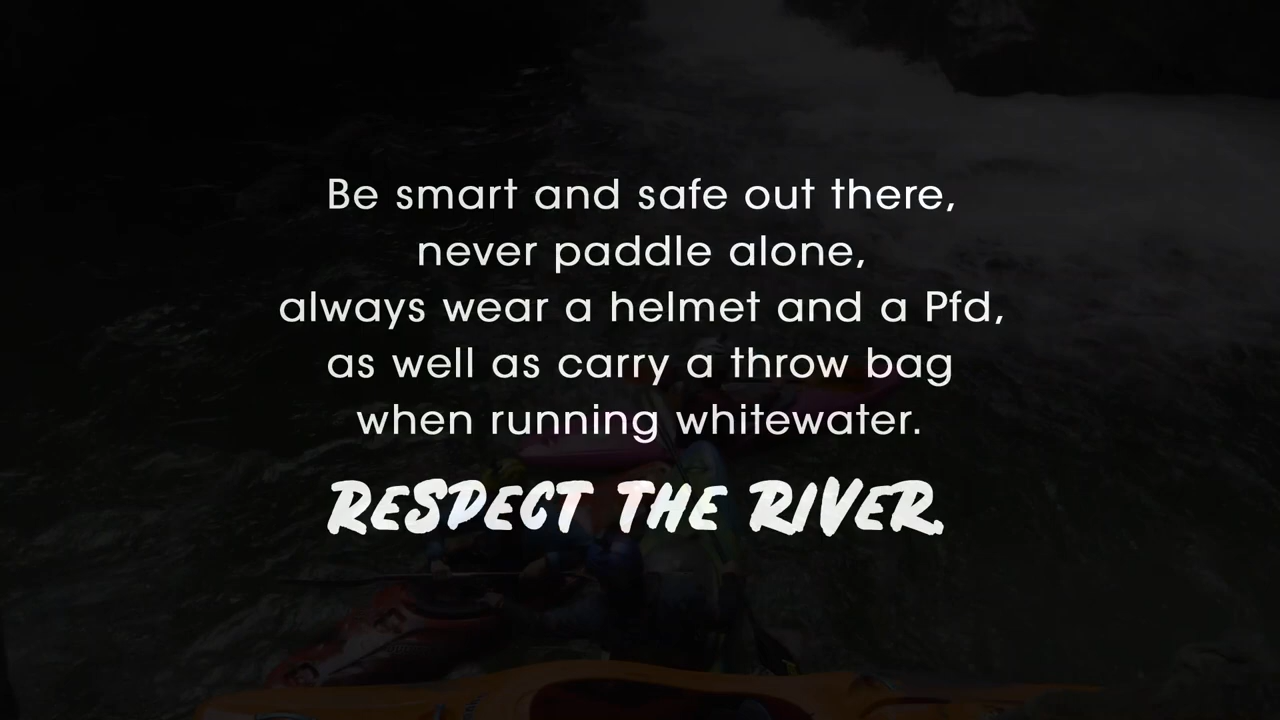 Be smart and safe out there,
never paddle alone,
always wear a helmet and a Pfd,
as well as carry a throw bag
when running whitewater.
RESPECT THE RIVER.